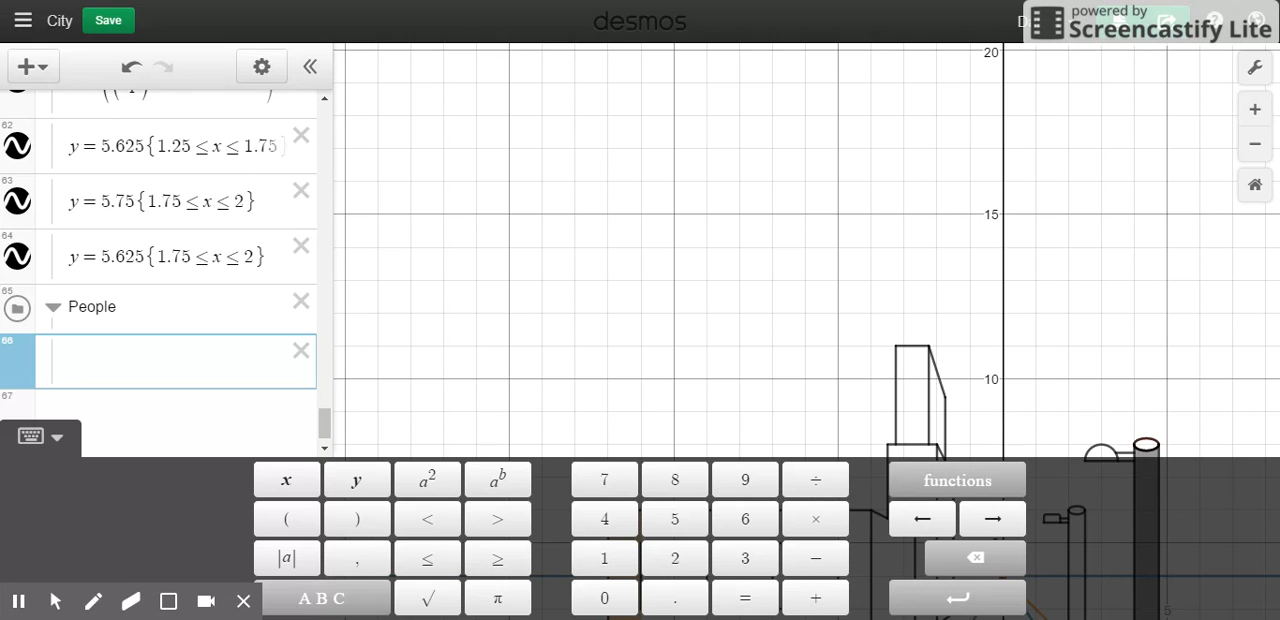 City Save desmos powered by
Screencastify Lite
62
y = 5.625{1.25 ≤ x ≤ 1.75
63
y = 5.75{1.75 ≤ x ≤ 2}
64
y = 5.625{1.75 ≤ x ≤ 2}
65
People
66
67
20
15
10
5
x y a² aᵇ 7 8 9 ÷ functions
( ) < > 4 5 6 × ← →
|a| , ≤ ≥ 1 2 3 −
A B C √ π 0 . = +